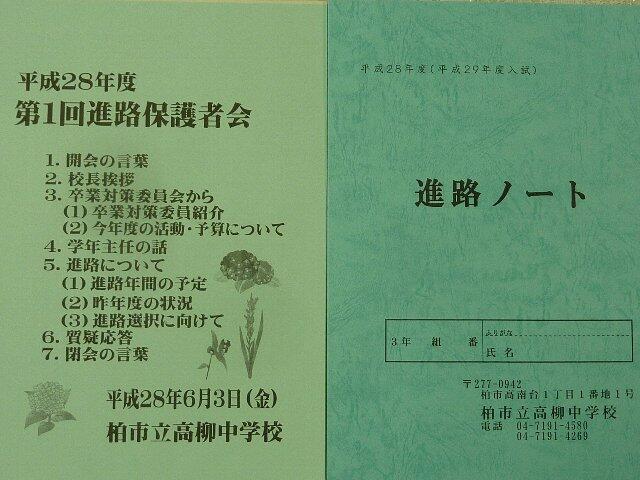 平成28年度
第1回進路保護者会
1. 開会の言葉
2. 校長挨拶
3. 卒業対策委員会から
(1) 卒業対策委員紹介
(2) 今年度の活動・予算について
4. 学年主任の話
5. 進路について
(1) 進路年間の予定
(2) 昨年度の状況
(3) 進路選択に向けて
6. 質疑応答
7. 閉会の言葉
平成28年6月3日(金)
柏市立高柳中学校
平成28年度(平成29年度入試)
進路ノート
3年 組 番
ふりがな
氏名
〒277-0942
柏市高南台1丁目1番地1号
柏市立高柳中学校
電話 04-7191-4580
04-7191-4269